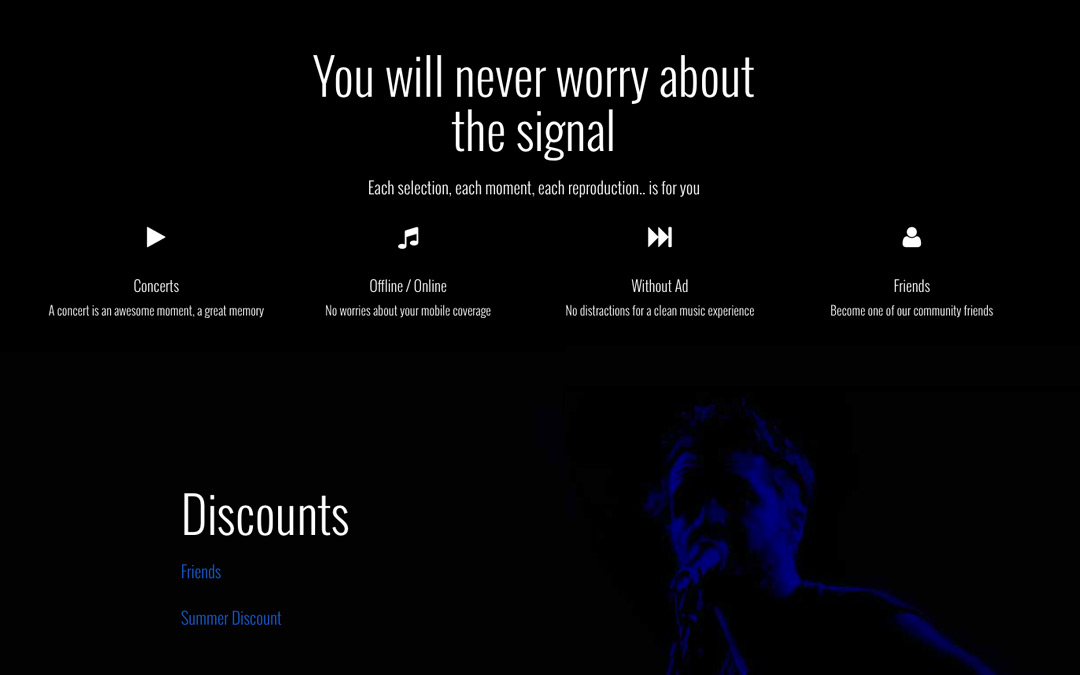 You will never worry about
the signal
Each selection, each moment, each reproduction.. is for you
Concerts
A concert is an awesome moment, a great memory
Offline / Online
No worries about your mobile coverage
Without Ad
No distractions for a clean music experience
Friends
Become one of our community friends
Discounts
Friends
Summer Discount